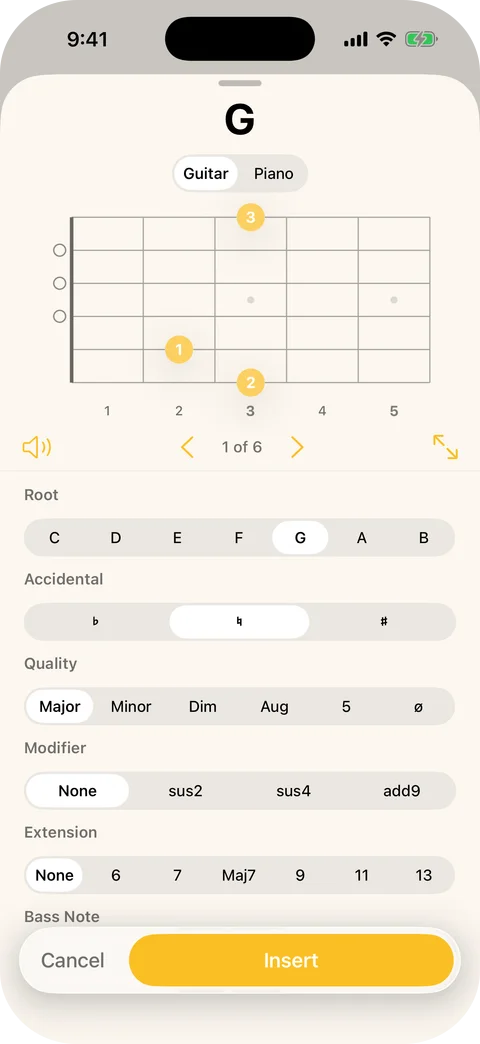 9:41
G
Guitar Piano
3
1
2
1 2 3 4 5
1 of 6
Root
C D E F G A B
Accidental
♭ ♮ ♯
Quality
Major Minor Dim Aug 5 ø
Modifier
None sus2 sus4 add9
Extension
None 6 7 Maj7 9 11 13
Bass Note
Cancel Insert